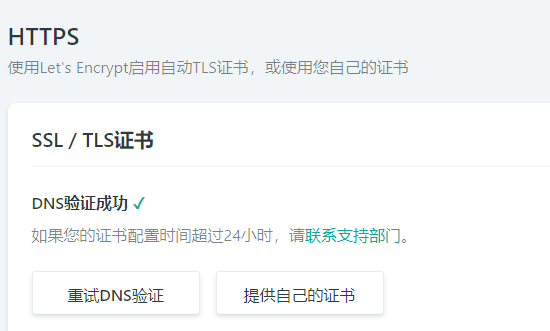 HTTPS
使用Let's Encrypt启用自动TLS证书，或使用您自己的证书
SSL / TLS证书
DNS验证成功 ✓
如果您的证书配置时间超过24小时，请联系支持部门。
重试DNS验证
提供自己的证书